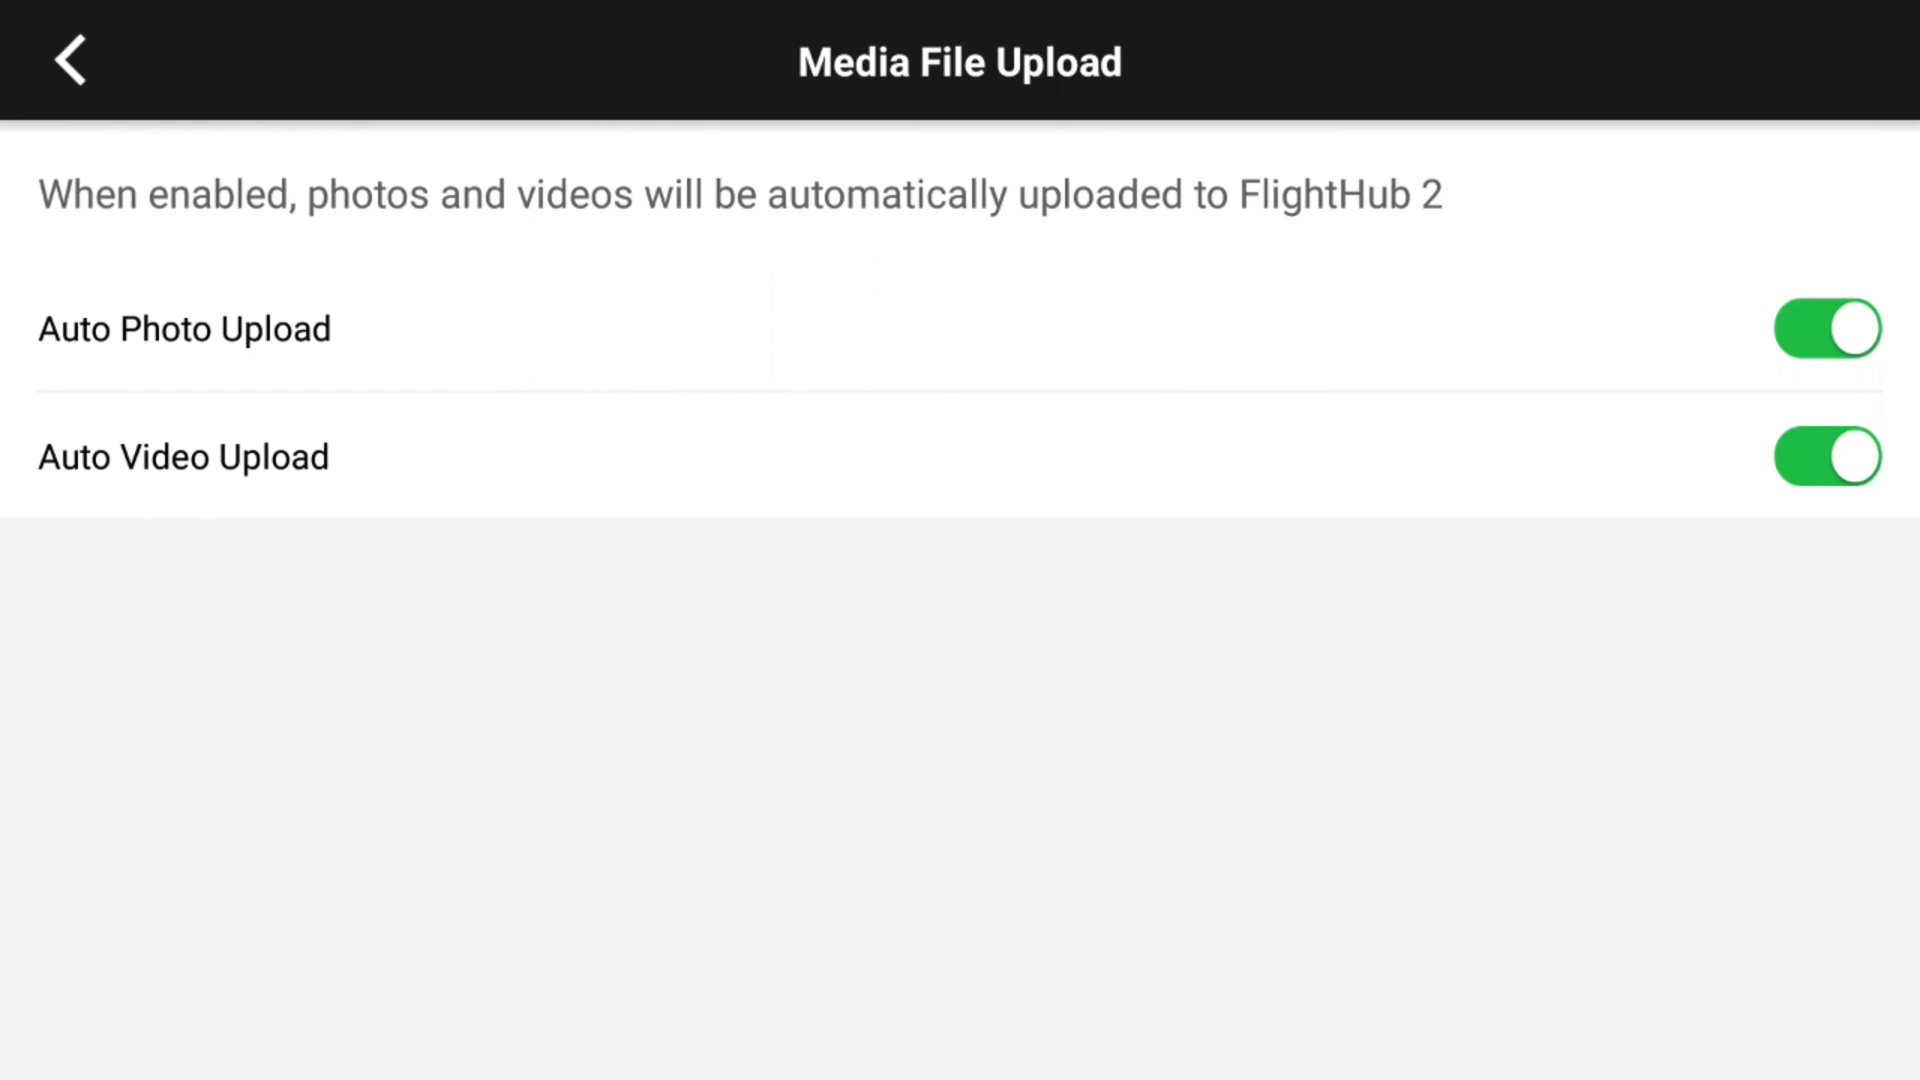 Media File Upload
When enabled, photos and videos will be automatically uploaded to FlightHub 2
Auto Photo Upload
Auto Video Upload